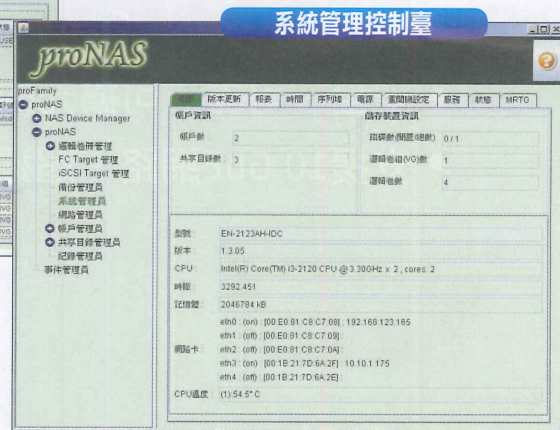 系統管理控制臺
proNAS
proFamily
proNAS
NAS Device Manager
proNAS
邏輯卷冊管理
FC Target 管理
iSCSI Target 管理
備份管理員
系統管理員
網路管理員
帳戶管理員
共享目錄管理員
紀錄管理員
事件管理員
版本更新 報表 時間 序列埠 電源 重開機設定 服務 狀態 MRTG
帳戶資訊
帳戶數 : 2
共享目錄數 : 3
儲存裝置資訊
磁碟數(閒置/總數) 0 / 1
邏輯卷組(VG)數 1
邏輯卷數 4
型號 : EN-2123AH-IDC
版本 : 1.3.05
CPU : Intel(R) Core(TM) i3-2120 CPU @ 3.30GHz x 2 , cores: 2
時脈 : 3292.451
記憶體 : 2046784 kB
網路卡 :
eth0 : (on) : [00:E0:81:C8:C7:08] : 192.168.123.165
eth1 : (off) : [00:E0:81:C8:C7:09] :
eth2 : (off) : [00:E0:81:C8:C7:0A] :
eth3 : (on) : [00:1B:21:7D:6A:2F] : 10.10.1.175
eth4 : (off) : [00:1B:21:7D:6A:2E] :
CPU溫度 : (1):54.5° C